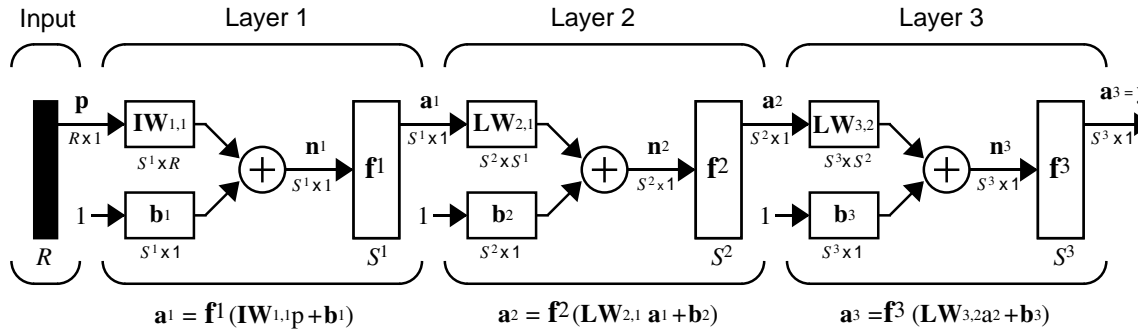 Input Layer 1 Layer 2 Layer 3
p a1 a2 a3 =
IW1,1 LW2,1 LW3,2
R x 1 S1 x 1 S2 x 1 S3 x 1
S1 x R n1 S2 x S1 n2 S3 x S2 n3
+ f1 + f2 + f3
S1 x 1 S2 x 1 S3 x 1
1 b1 1 b2 1 b3
S1 x 1 S2 x 1 S3 x 1
R S1 S2 S3
a1 = f1 (IW1,1p +b1) a2 = f2 (LW2,1 a1 +b2) a3 =f3 (LW3,2a2 +b3)